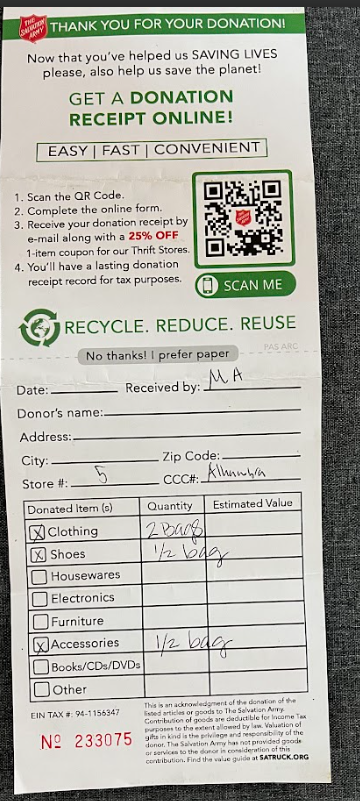 THE SALVATION ARMY
THANK YOU FOR YOUR DONATION!
Now that you've helped us SAVING LIVES
please, also help us save the planet!
GET A DONATION
RECEIPT ONLINE!
EASY | FAST | CONVENIENT
1. Scan the QR Code.
2. Complete the online form.
3. Receive your donation receipt by
e-mail along with a 25% OFF
1-item coupon for our Thrift Stores.
4. You'll have a lasting donation
receipt record for tax purposes.
SCAN ME
RECYCLE. REDUCE. REUSE
No thanks! I prefer paper
PAS ARC
Date: Received by: MA
Donor's name:
Address:
City: Zip Code:
Store #: 5 CCC#: Alhambra
Donated Item (s) Quantity Estimated Value
X Clothing 2 Bags
X Shoes 1/2 bag
Housewares
Electronics
Furniture
X Accessories 1/2 bag
Books/CDs/DVDs
Other
EIN TAX #: 94-1156347
Nº 233075
This is an acknowledgment of the donation of the
listed articles or goods to The Salvation Army.
Contribution of goods are deductible for Income Tax
purposes to the extent allowed by law. Valuation of
gifts in kind is the privilege and responsibility of the
donor. The Salvation Army has not provided goods
or services to the donor in consideration of this
contribution. Find the value guide at SATRUCK.ORG